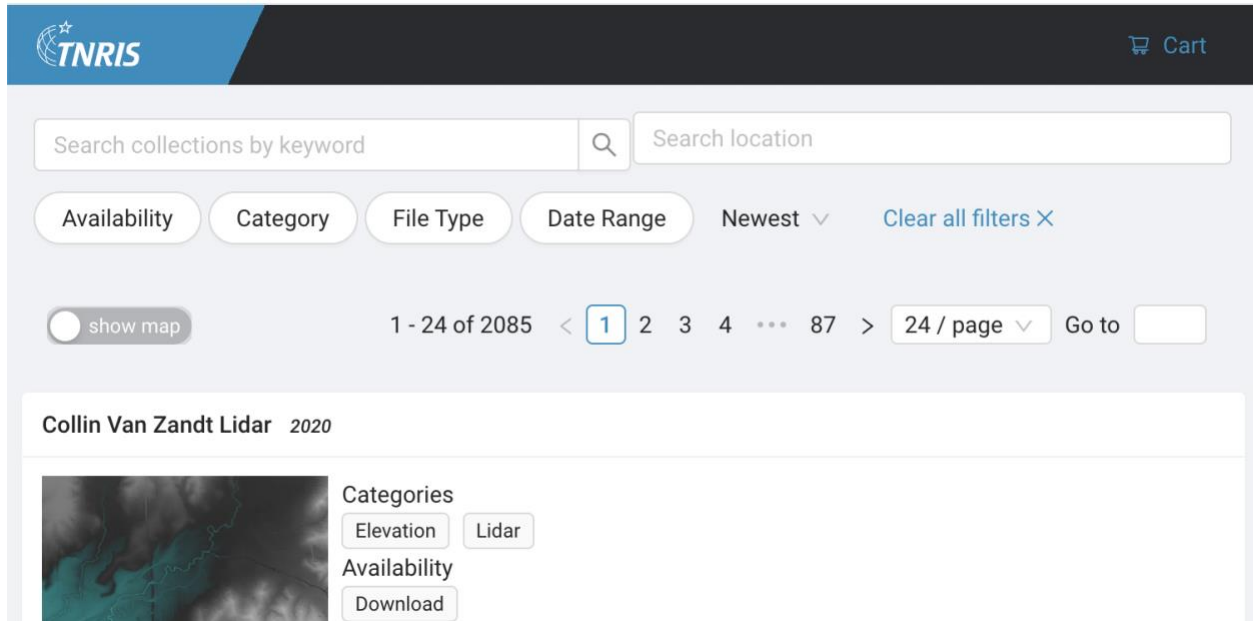 TNRIS
Cart
Search collections by keyword
Search location
Availability Category File Type Date Range Newest Clear all filters
show map
1 - 24 of 2085 < 1 2 3 4 ••• 87 > 24 / page Go to
Collin Van Zandt Lidar 2020
Categories
Elevation Lidar
Availability
Download